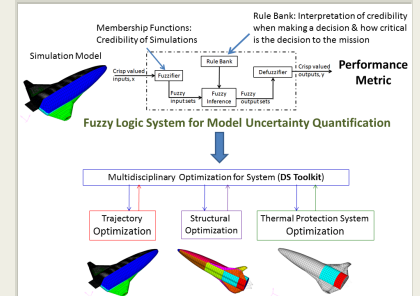 Membership Functions:
Credibility of Simulations
Rule Bank: Interpretation of credibility
when making a decision & how critical
is the decision to the mission
Simulation Model
Crisp valued
inputs, x
Fuzzifier
Rule Bank
Defuzzifier
Crisp valued
outputs, y
Performance
Metric
Fuzzy
input sets
Fuzzy
Inference
Fuzzy
output sets
Fuzzy Logic System for Model Uncertainty Quantification
Multidisciplinary Optimization for System (DS Toolkit)
Trajectory
Optimization
Structural
Optimization
Thermal Protection System
Optimization